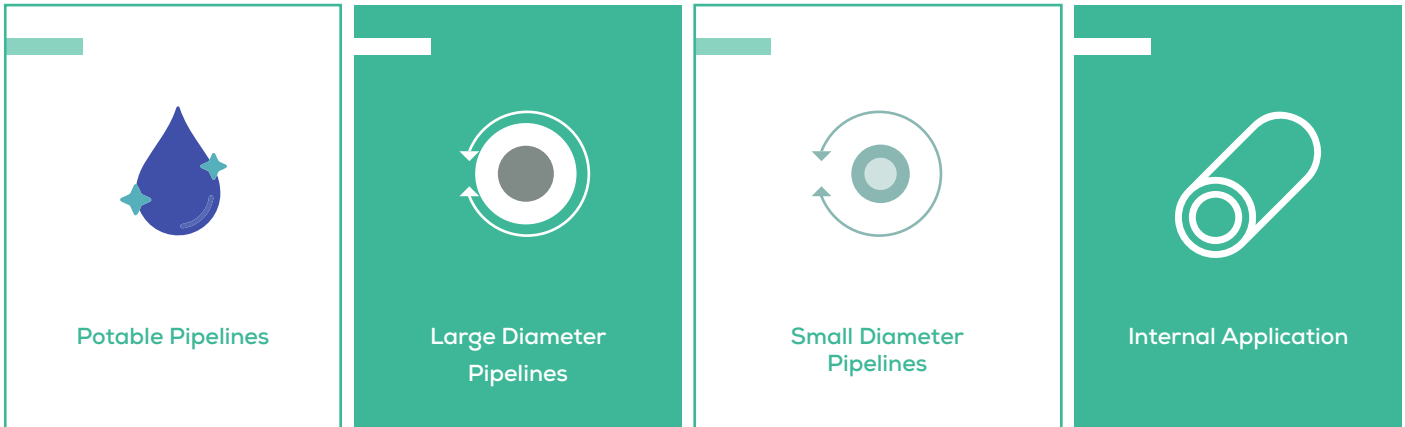 Potable Pipelines
Large Diameter
Pipelines
Small Diameter
Pipelines
Internal Application